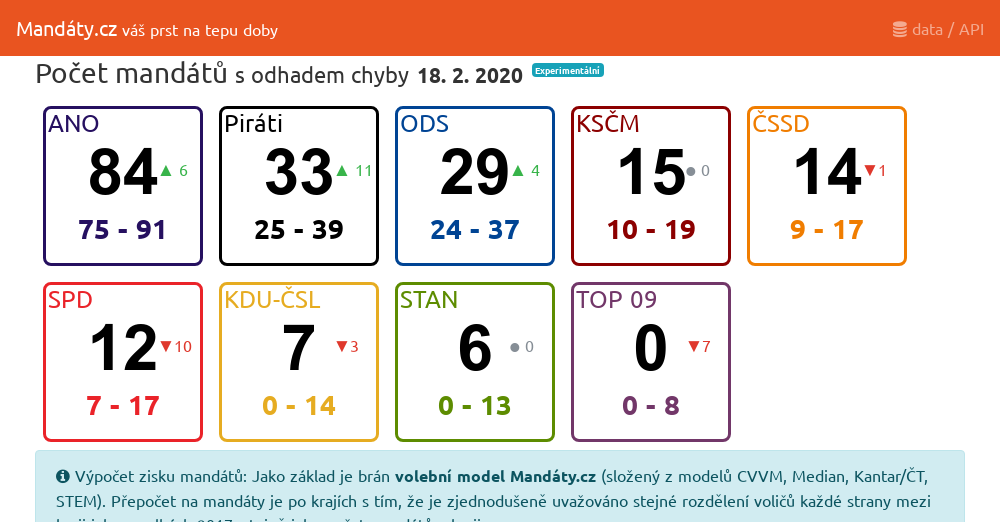 Mandáty.cz váš prst na tepu doby
data / API
Počet mandátů s odhadem chyby 18. 2. 2020 Experimentální
ANO
84 ▲ 6
75 - 91
Piráti
33 ▲ 11
25 - 39
ODS
29 ▲ 4
24 - 37
KSČM
15 ● 0
10 - 19
ČSSD
14 ▼1
9 - 17
SPD
12 ▼10
7 - 17
KDU-ČSL
7 ▼3
0 - 14
STAN
6 ● 0
0 - 13
TOP 09
0 ▼7
0 - 8
Výpočet zisku mandátů: Jako základ je brán volební model Mandáty.cz (složený z modelů CVVM, Median, Kantar/ČT,
STEM). Přepočet na mandáty je po krajích s tím, že je zjednodušeně uvažováno stejné rozdělení voličů každé strany mezi